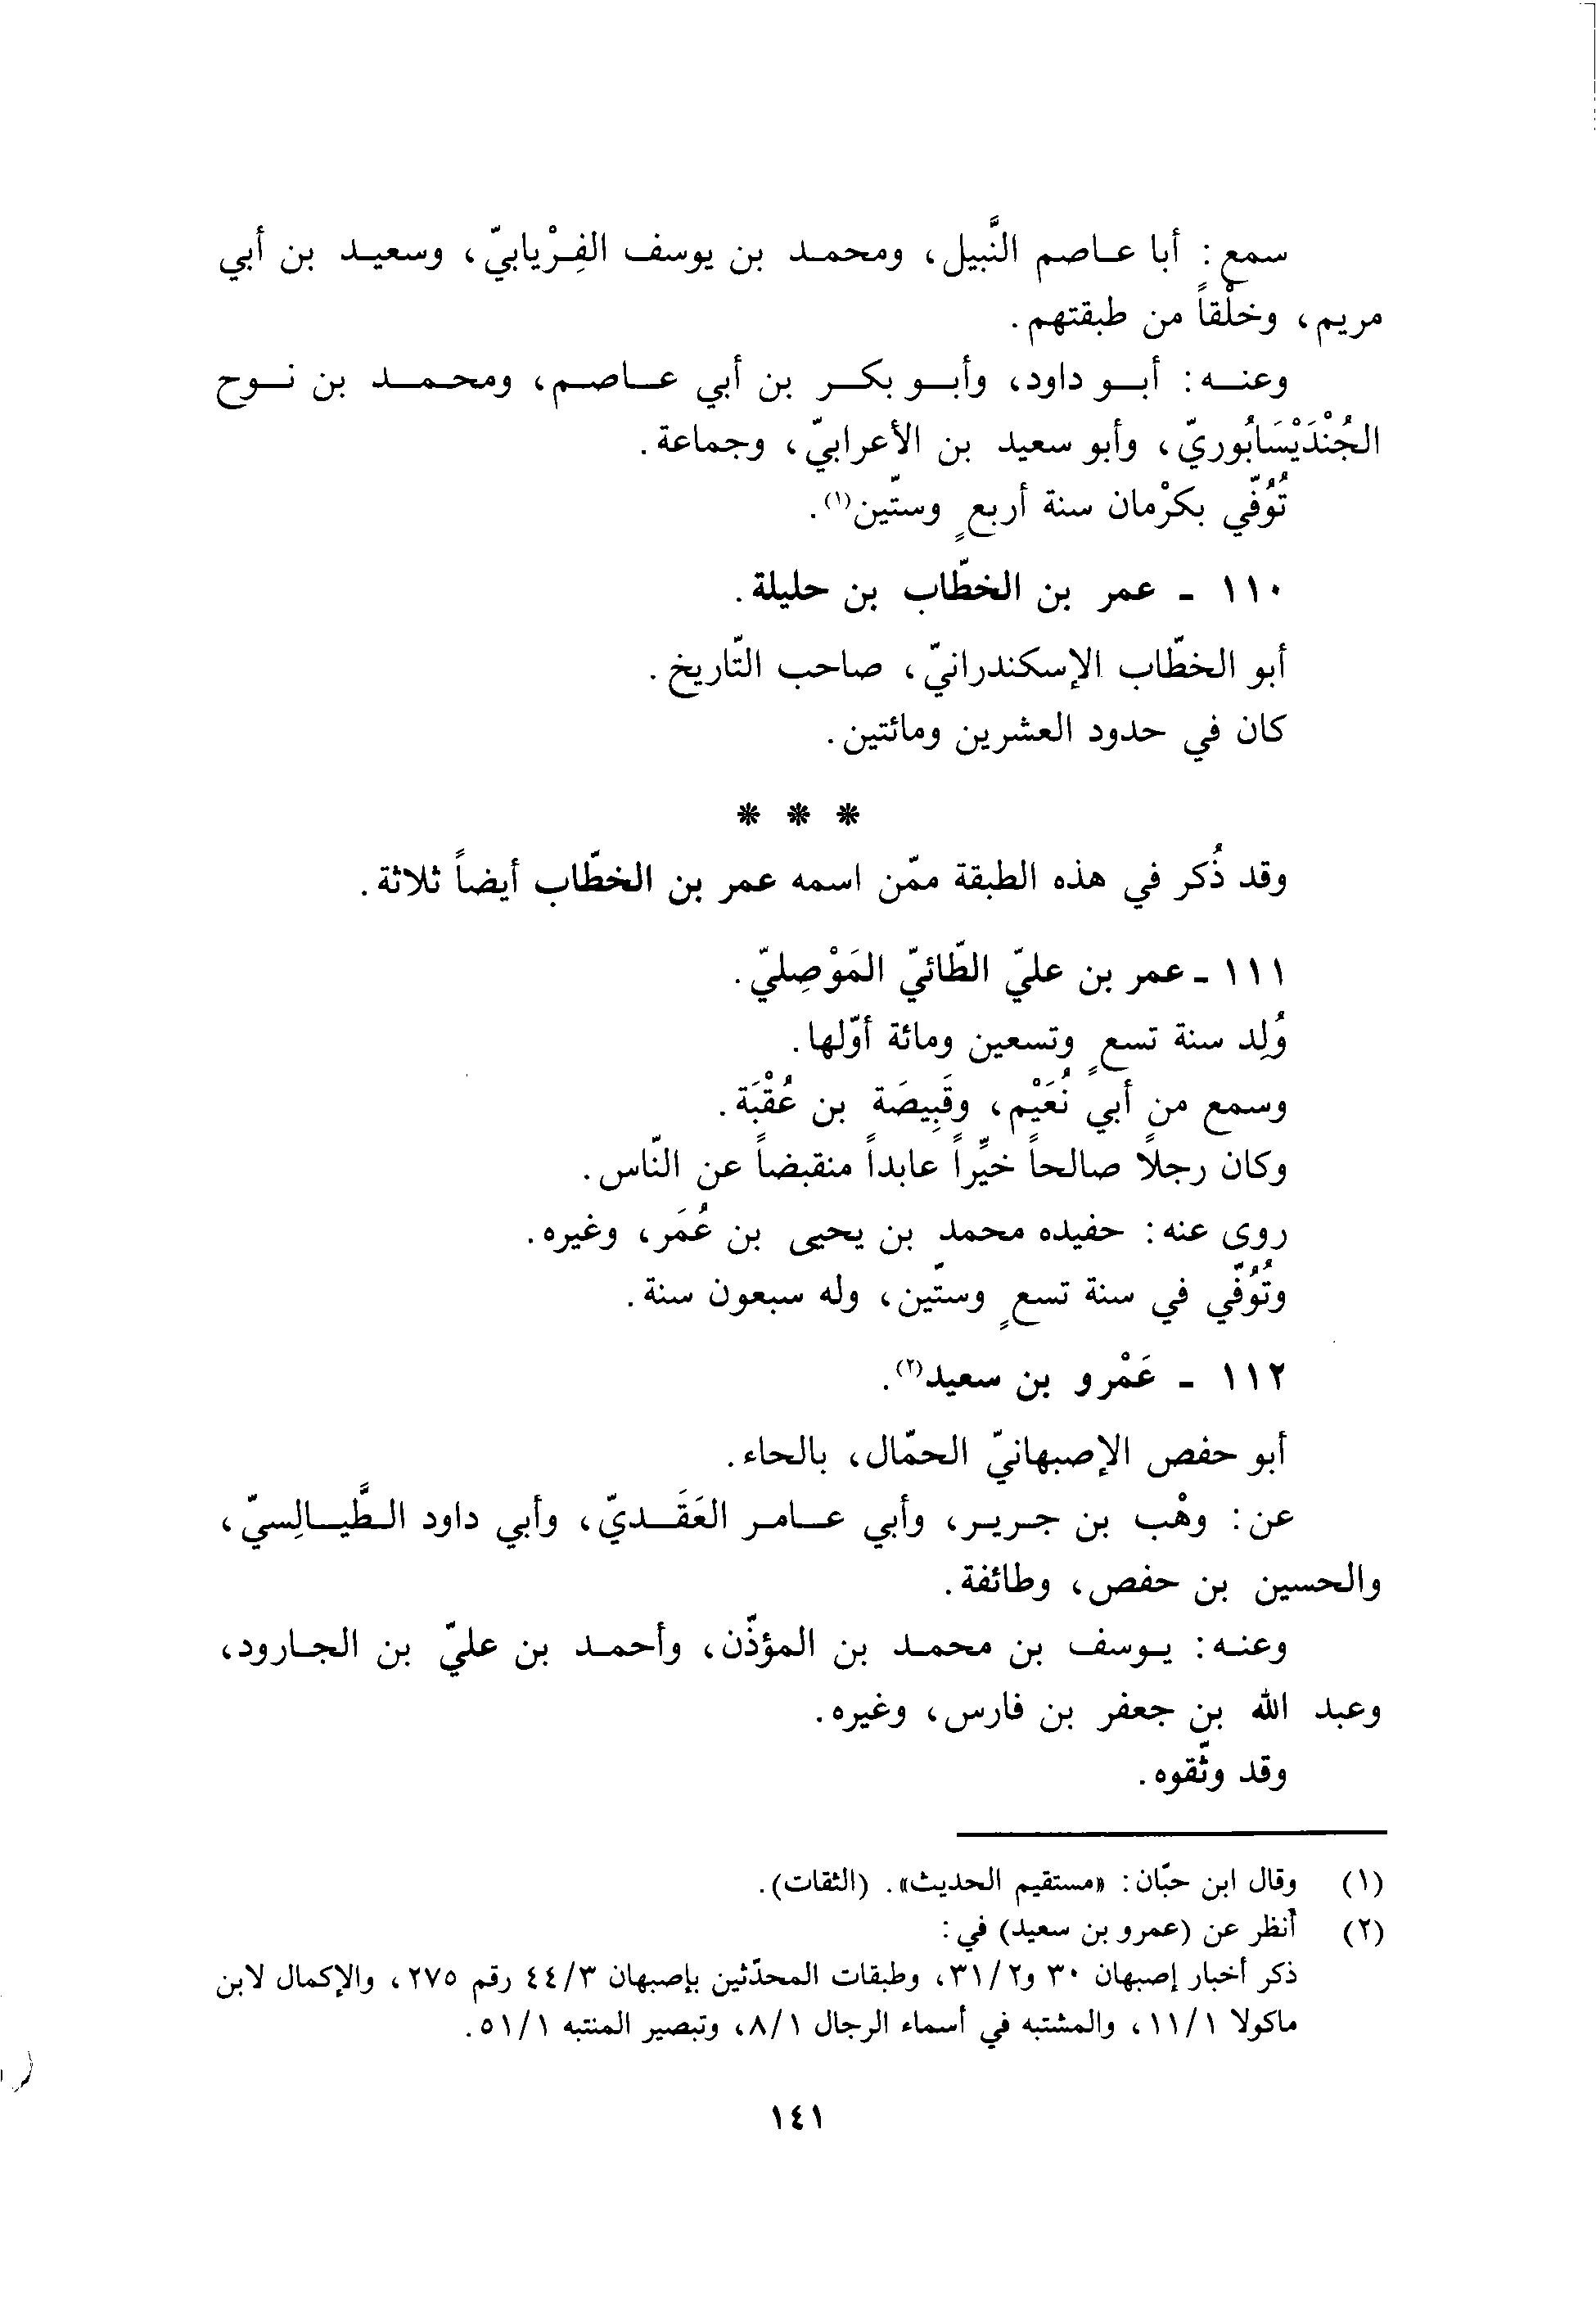 سمع: أبا عاصم النَّبيل، ومحمد بن يوسف الفِرْيابيّ، وسعيد بن أبي
مريم، وخلْقاً من طبقتهم.
وعنه: أبو داود، وأبو بكر بن أبي عاصم، ومحمد بن نوح
الجُنْدَيْسَابُوريّ، وأبو سعيد بن الأعرابيّ، وجماعة.
تُوُفّي بكرْمان سنة أربعٍ وستّين(١).
١١٠ - عمر بن الخطّاب بن حليلة.
أبو الخطّاب الإسكندرانيّ، صاحب التّاريخ.
كان في حدود العشرين ومائتين.
* * *
وقد ذُكر في هذه الطبقة ممّن اسمه عمر بن الخطّاب أيضاً ثلاثة.
١١١ - عمر بن عليّ الطّائيّ المَوْصِليّ.
وُلِد سنة تسعٍ وتسعين ومائة أوّلها.
وسمع من أبي نُعَيْم، وقَبِيصَة بن عُقْبَة.
وكان رجلاً صالحاً خيِّراً عابداً منقبضاً عن النّاس.
روى عنه: حفيده محمد بن يحيى بن عُمَر، وغيره.
وتُوُفّي في سنة تسعٍ وستّين، وله سبعون سنة.
١١٢ - عَمْرو بن سعيد(٢).
أبو حفص الإصبهانيّ الحمّال، بالحاء.
عن: وهْب بن جرير، وأبي عامر العَقَديّ، وأبي داود الطَّيالِسيّ،
والحسين بن حفص، وطائفة.
وعنه: يوسف بن محمد بن المؤذّن، وأحمد بن عليّ بن الجارود،
وعبد الله بن جعفر بن فارس، وغيره.
وقد وثّقوه.
(١) وقال ابن حبّان: «مستقيم الحديث». (الثقات).
(٢) أنظر عن (عمرو بن سعيد) في:
ذكر أخبار إصبهان ٣٠ و٣١/٢، وطبقات المحدّثين بإصبهان ٤٤/٣ رقم ٢٧٥، والإكمال لابن
ماكولا ١١/١، والمشتبه في أسماء الرجال ٨/١، وتبصير المنتبه ٥١/١.
١٤١